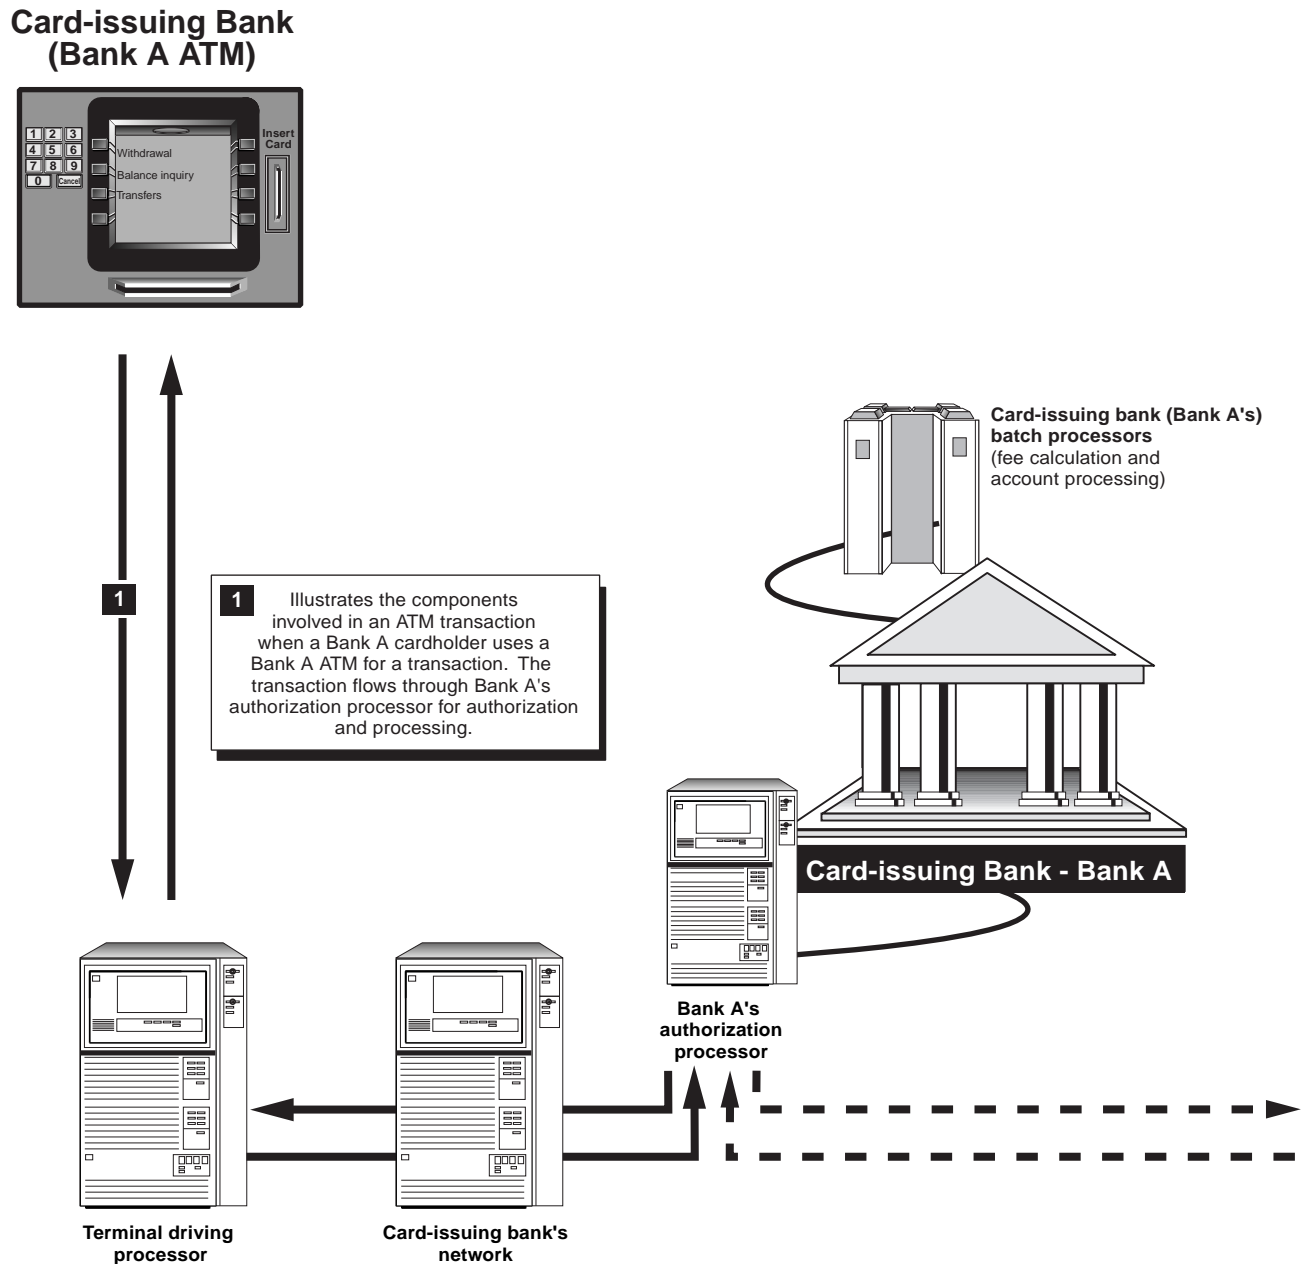 Card-issuing Bank
(Bank A ATM)
1 2 3
4 5 6
7 8 9
0 Cancel
Withdrawal
Balance inquiry
Transfers
Insert
Card
Card-issuing bank (Bank A's)
batch processors
(fee calculation and
account processing)
1
1 Illustrates the components
involved in an ATM transaction
when a Bank A cardholder uses a
Bank A ATM for a transaction. The
transaction flows through Bank A's
authorization processor for authorization
and processing.
Card-issuing Bank - Bank A
Bank A's
authorization
processor
Terminal driving
processor
Card-issuing bank's
network